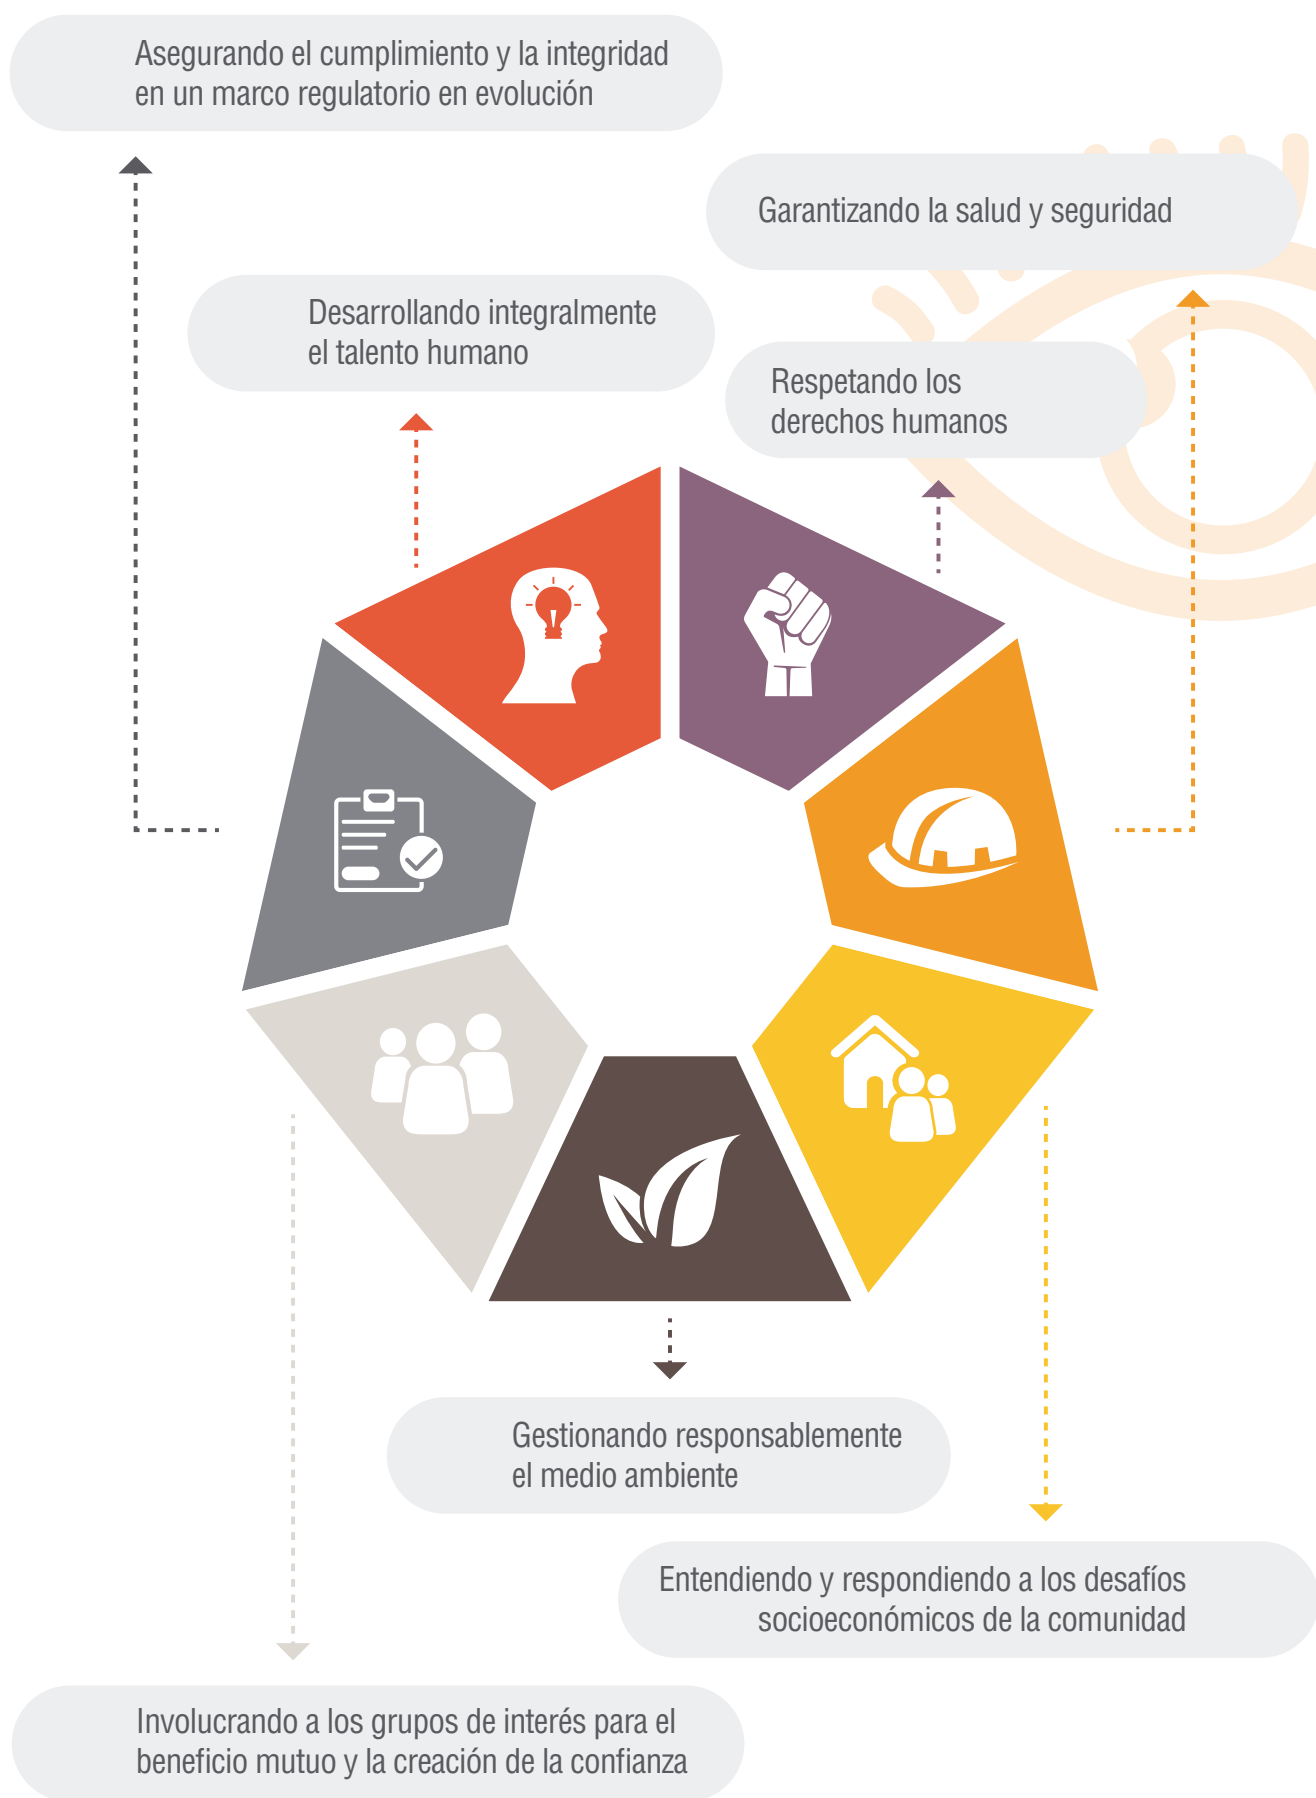 Asegurando el cumplimiento y la integridad
en un marco regulatorio en evolución
Garantizando la salud y seguridad
Desarrollando integralmente
el talento humano
Respetando los
derechos humanos
Gestionando responsablemente
el medio ambiente
Entendiendo y respondiendo a los desafíos
socioeconómicos de la comunidad
Involucrando a los grupos de interés para el
beneficio mutuo y la creación de la confianza